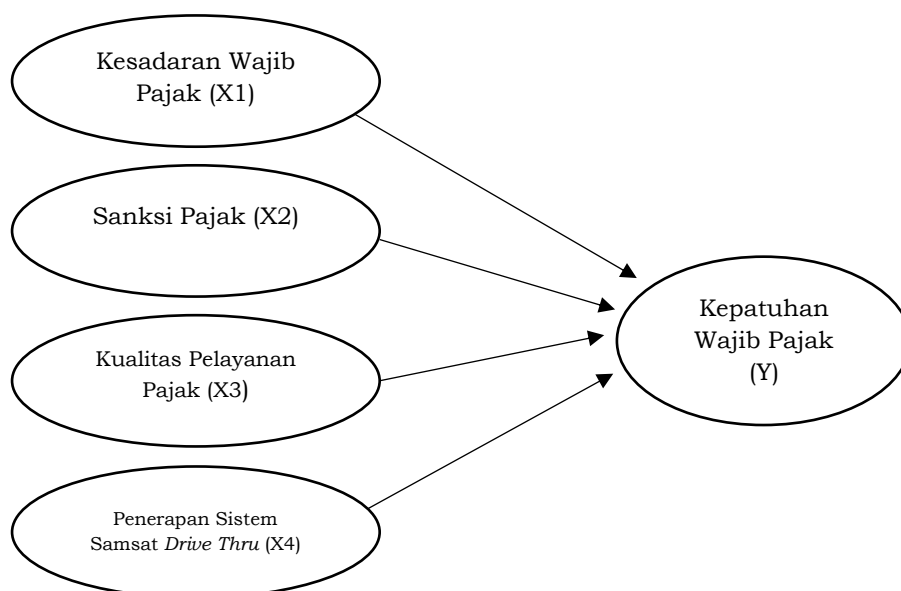 Kesadaran Wajib
Pajak (X1)
Sanksi Pajak (X2)
Kualitas Pelayanan
Pajak (X3)
Penerapan Sistem
Samsat Drive Thru (X4)
Kepatuhan
Wajib Pajak
(Y)